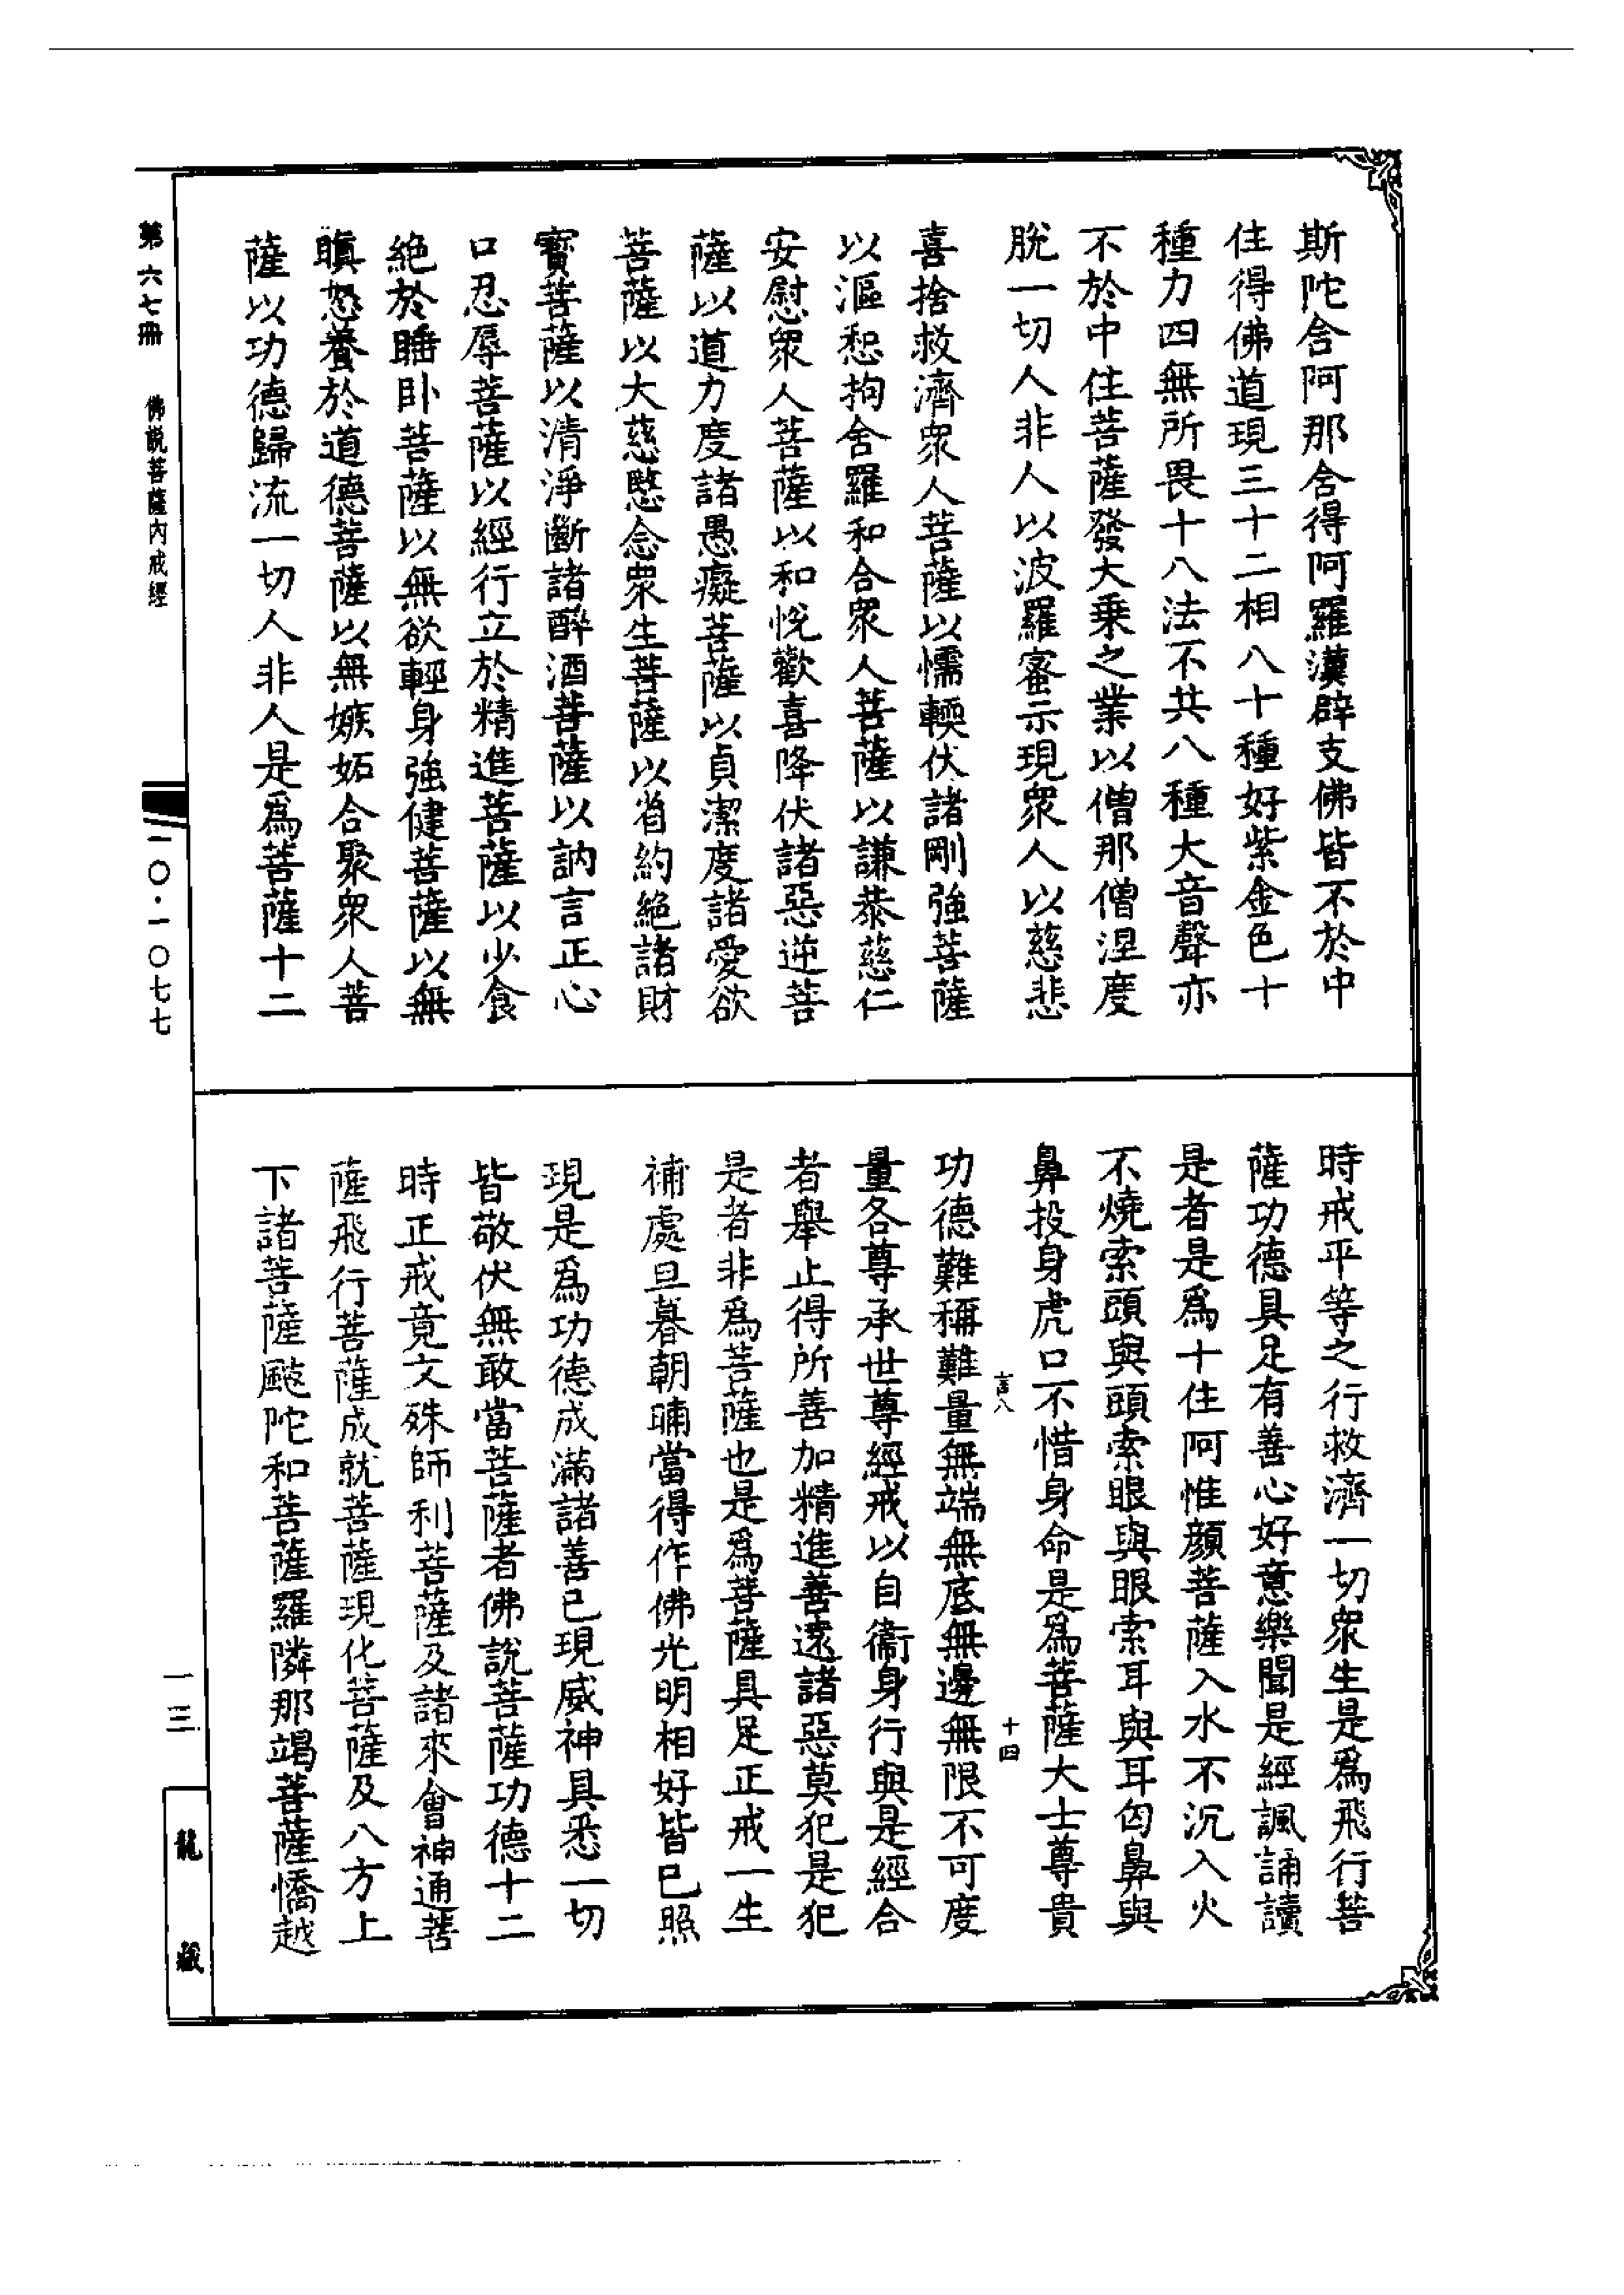 斯陀含阿那含得阿羅漢辟支佛皆不於中
住得佛道現三十二相八十種好紫金色十
種力四無所畏十八法不共八種大音聲亦
不於中住菩薩發大乘之業以僧那僧涅度
脫一切人非人以波羅蜜示現衆人以慈悲
喜捨救濟衆人菩薩以懦輭伏諸剛強菩薩
以漚惒拘舍羅和合衆人菩薩以謙恭慈仁
安慰衆人菩薩以和悅歡喜降伏諸惡逆菩
薩以道力度諸愚癡菩薩以貞潔度諸愛欲
菩薩以大慈愍念衆生菩薩以省約絶諸財
寶菩薩以清淨斷諸醉酒菩薩以訥言正心
口忍辱菩薩以經行立於精進菩薩以少食
絶於睡臥菩薩以無欲輕身強健菩薩以無
瞋恕養於道德菩薩以無嫉妬合聚衆人菩
薩以功德歸流一切人非人是爲菩薩十二
時戒平等之行救濟一切衆生是爲飛行菩
薩功德具足有善心好意樂聞是經諷誦讀
是者是爲十住阿惟顔菩薩入水不沉入火
不燒索頭與頭索眼與眼索耳與耳匃鼻與
鼻投身虎口不惜身命是爲菩薩大士尊貴
言八 十四
功德難稱難量無端無底無邊無限不可度
量各尊承世尊經戒以自衞身行與是經合
者舉止得所善加精進善遠諸惡莫犯是犯
是者非爲菩薩也是爲菩薩具足正戒一生
補處旦暮朝晡當得作佛光明相好皆巳照
現是爲功德成滿諸善已現威神具悉一切
皆敬伏無敢當菩薩者佛說菩薩功德十二
時正戒竟文殊師利菩薩及諸來會神通菩
薩飛行菩薩成就菩薩現化菩薩及八方上
下諸菩薩颰陀和菩薩羅隣那竭菩薩憍越
第六七冊 佛説菩薩内戒經
一〇·一〇七七
一三
龍藏